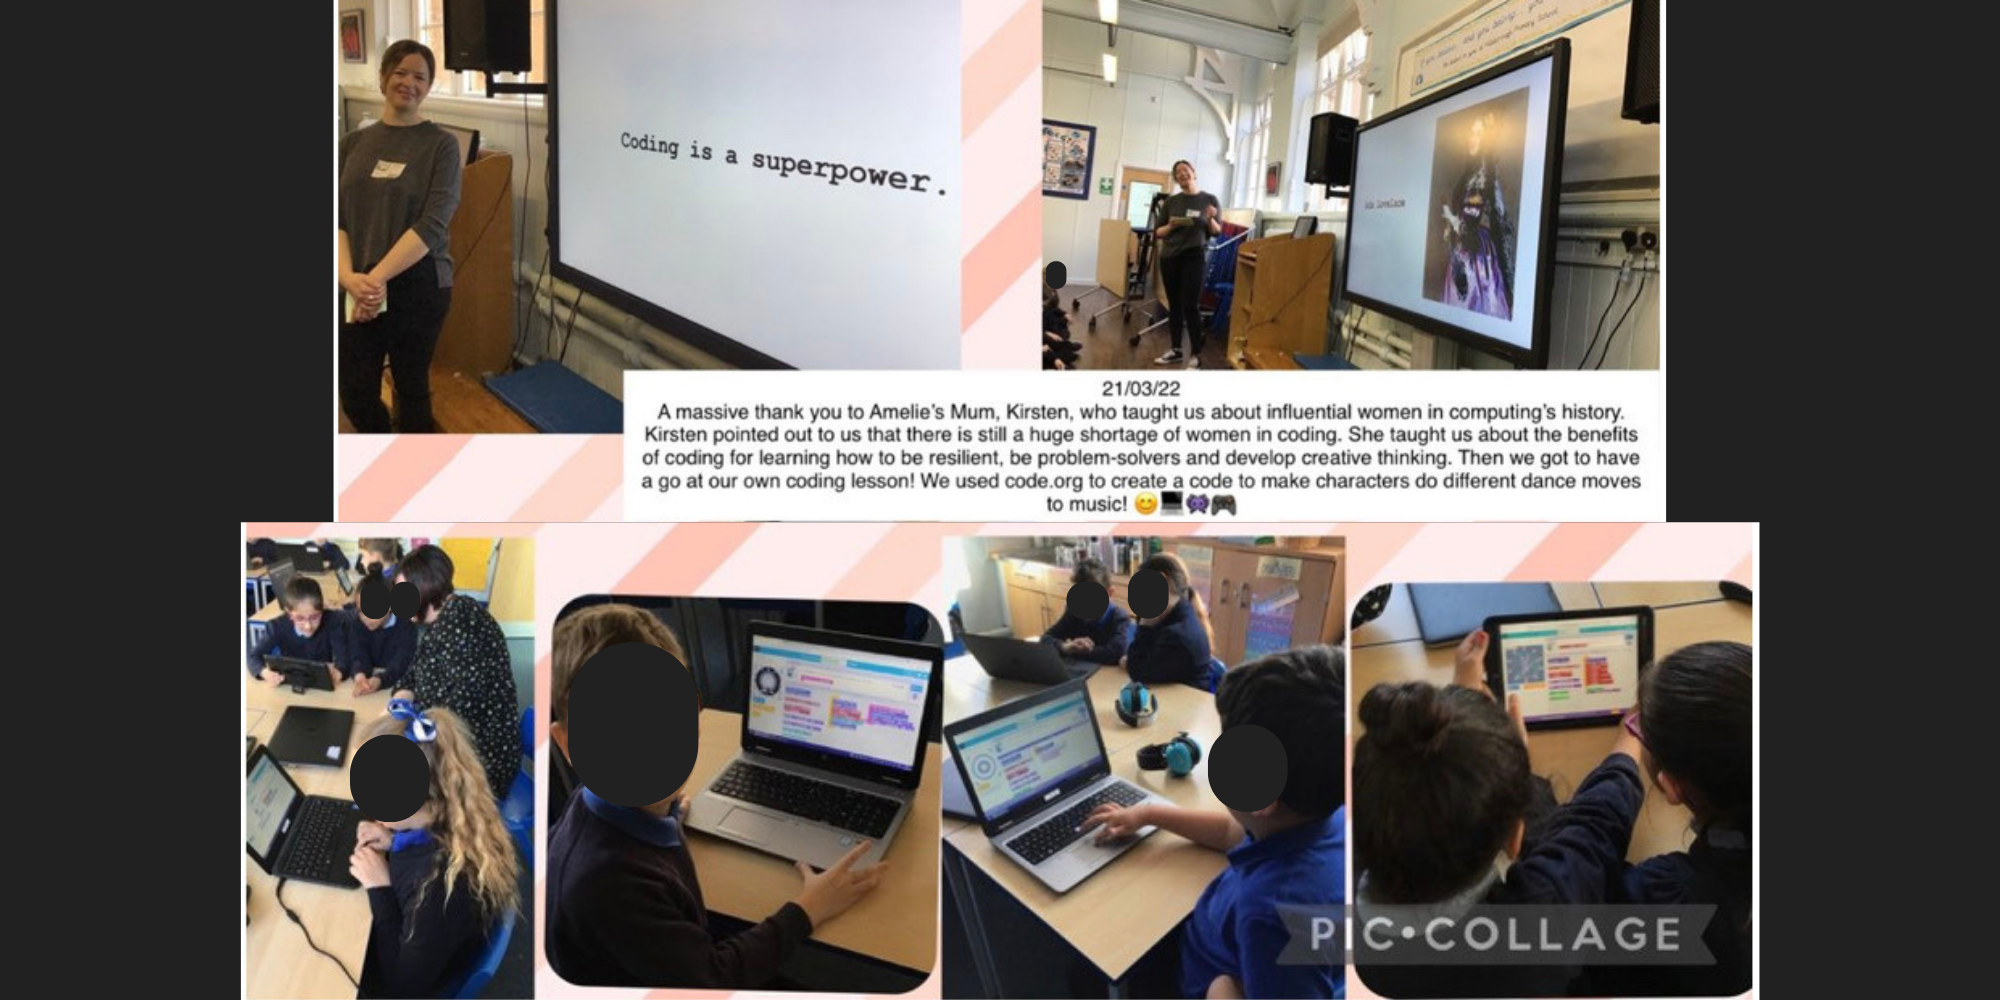 Coding is a superpower.
Ada Lovelace
21/03/22
A massive thank you to Amelie's Mum, Kirsten, who taught us about influential women in computing's history.
Kirsten pointed out to us that there is still a huge shortage of women in coding. She taught us about the benefits
of coding for learning how to be resilient, be problem-solvers and develop creative thinking. Then we got to have
a go at our own coding lesson! We used code.org to create a code to make characters do different dance moves
to music! 😊💻👾🎮
PIC•COLLAGE